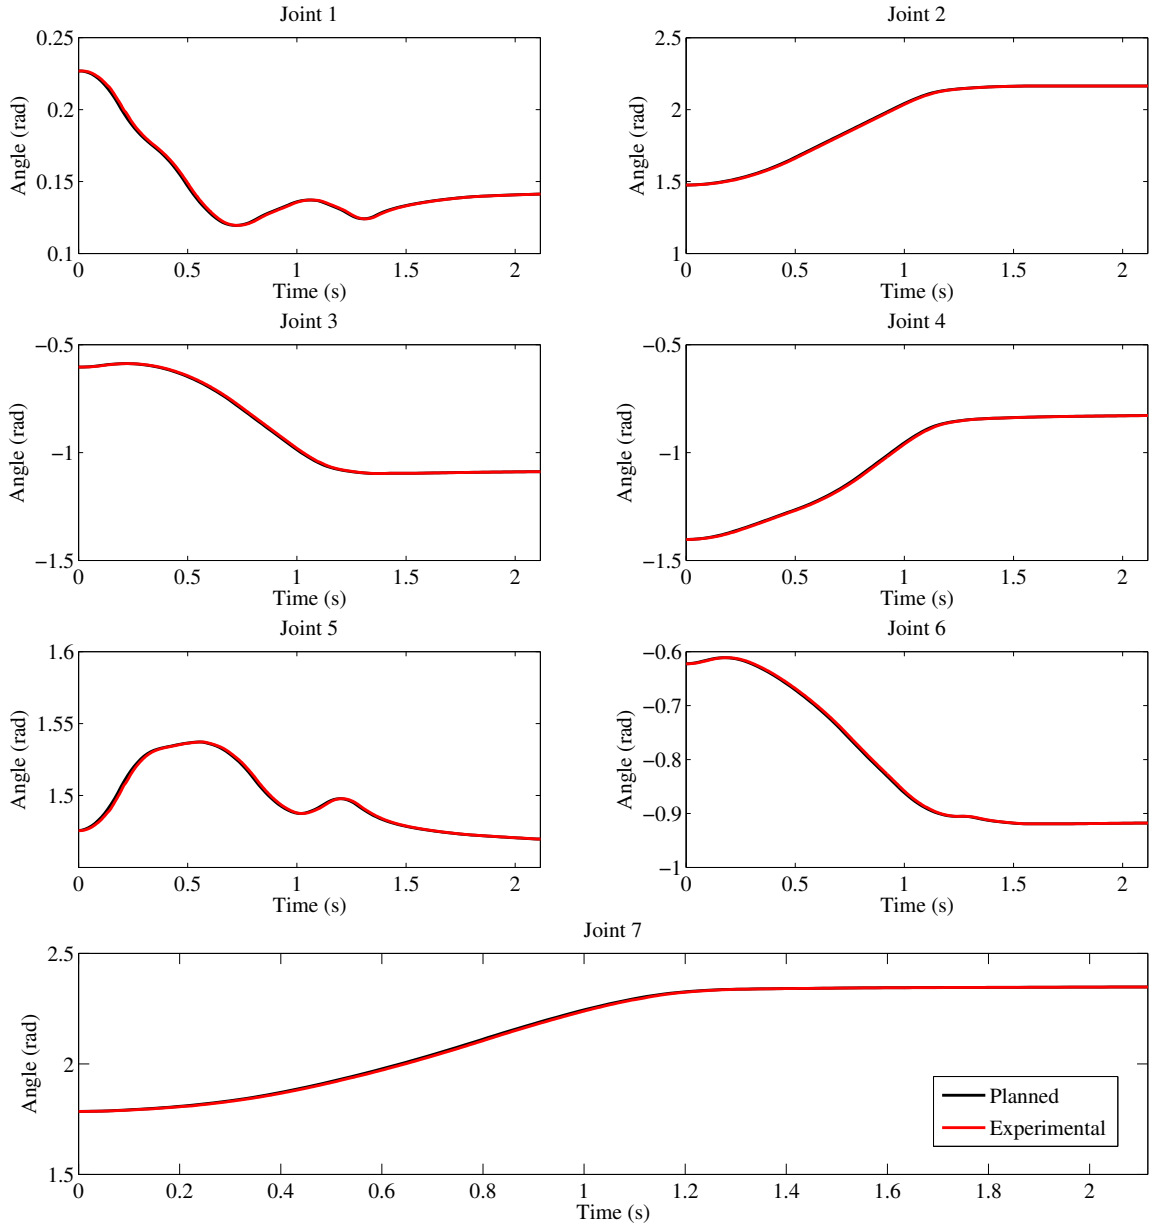 Joint 1
0.25
0.2
0.15
0.1
Angle (rad)
0 0.5 1 1.5 2
Time (s)
Joint 2
2.5
2
1.5
1
Angle (rad)
0 0.5 1 1.5 2
Time (s)
Joint 3
−0.5
−1
−1.5
Angle (rad)
0 0.5 1 1.5 2
Time (s)
Joint 4
−0.5
−1
−1.5
Angle (rad)
0 0.5 1 1.5 2
Time (s)
Joint 5
1.6
1.55
1.5
Angle (rad)
0 0.5 1 1.5 2
Time (s)
Joint 6
−0.6
−0.7
−0.8
−0.9
−1
Angle (rad)
0 0.5 1 1.5 2
Time (s)
Joint 7
2.5
2
1.5
Angle (rad)
0 0.2 0.4 0.6 0.8 1 1.2 1.4 1.6 1.8 2
Time (s)
Planned
Experimental